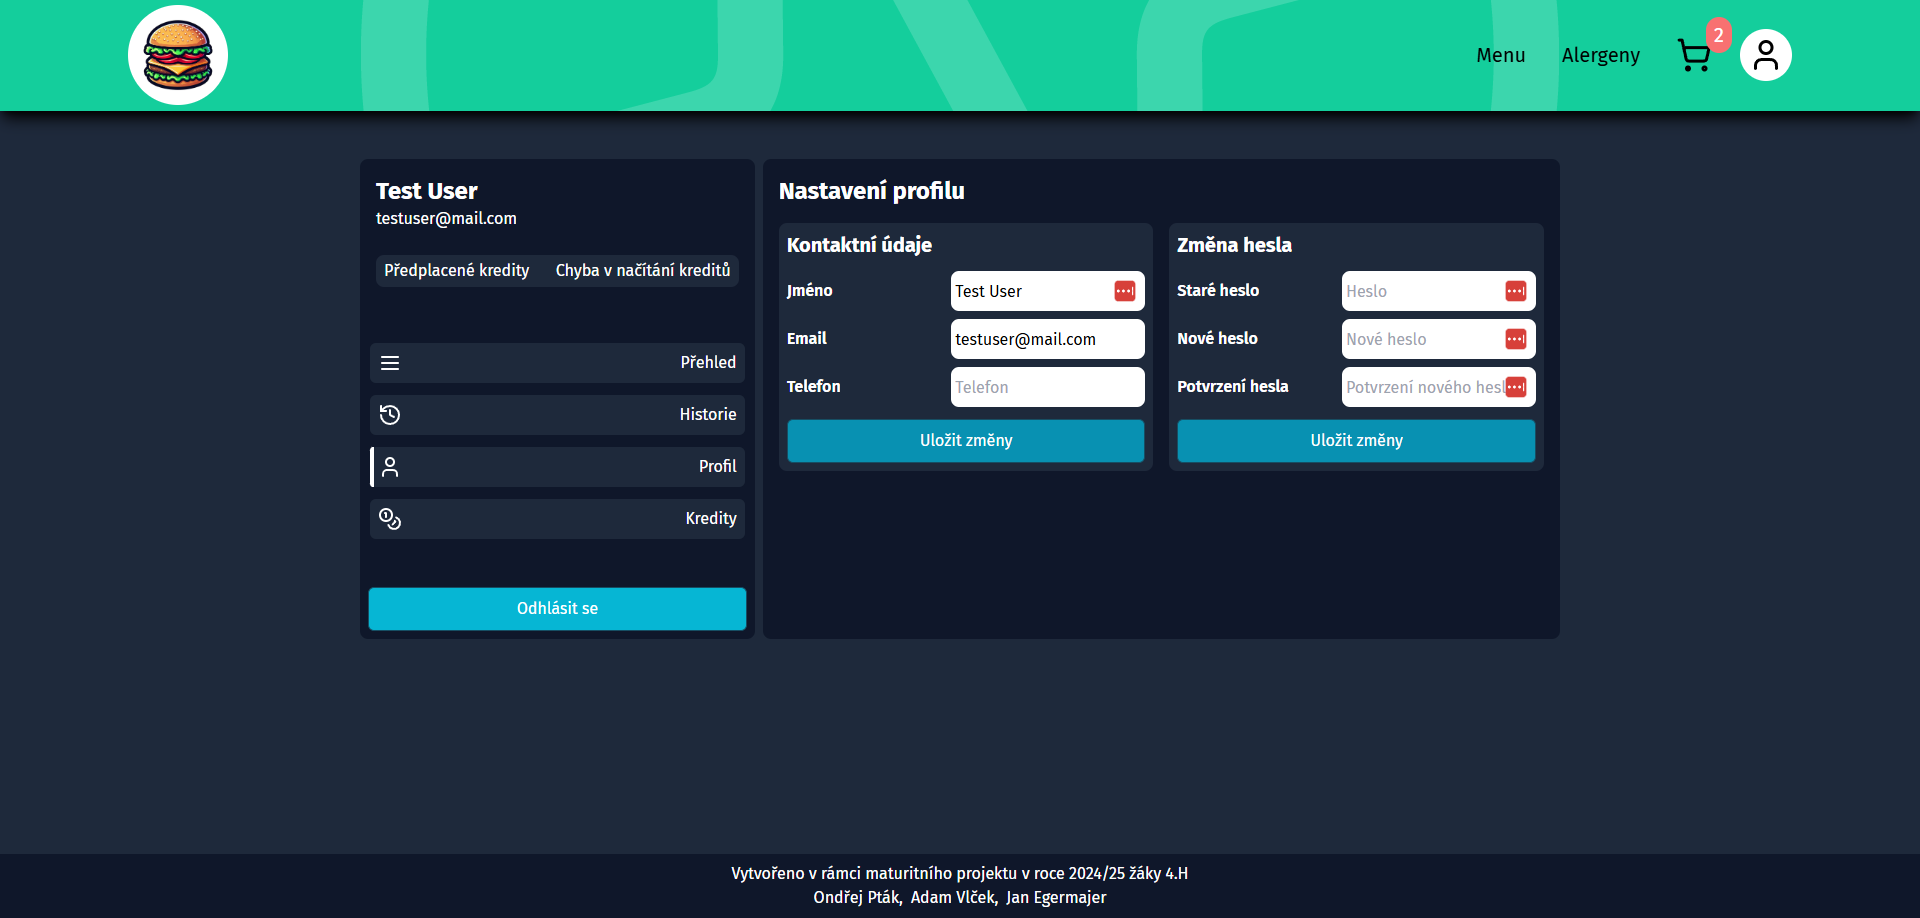 Menu
Alergeny
2
Test User
testuser@mail.com
Předplacené kredity
Chyba v načítání kreditů
Přehled
Historie
Profil
Kredity
Odhlásit se
Nastavení profilu
Kontaktní údaje
Jméno
Test User
Email
testuser@mail.com
Telefon
Telefon
Uložit změny
Změna hesla
Staré heslo
Heslo
Nové heslo
Nové heslo
Potvrzení hesla
Potvrzení nového hesl
Uložit změny
Vytvořeno v rámci maturitního projektu v roce 2024/25 žáky 4.H
Ondřej Pták, Adam Vlček, Jan Egermajer